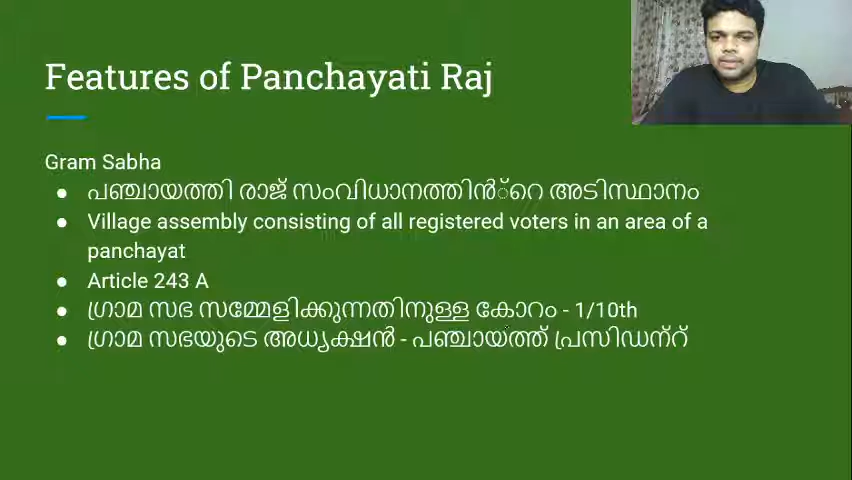 Features of Panchayati Raj
Gram Sabha
● പഞ്ചായത്തി രാജ് സംവിധാനത്തിൻ്റെ അടിസ്ഥാനം
● Village assembly consisting of all registered voters in an area of a
panchayat
● Article 243 A
● ഗ്രാമ സഭ സമ്മേളിക്കുന്നതിനുള്ള കോറം - 1/10th
● ഗ്രാമ സഭയുടെ അധ്യക്ഷൻ - പഞ്ചായത്ത് പ്രസിഡന്റ്